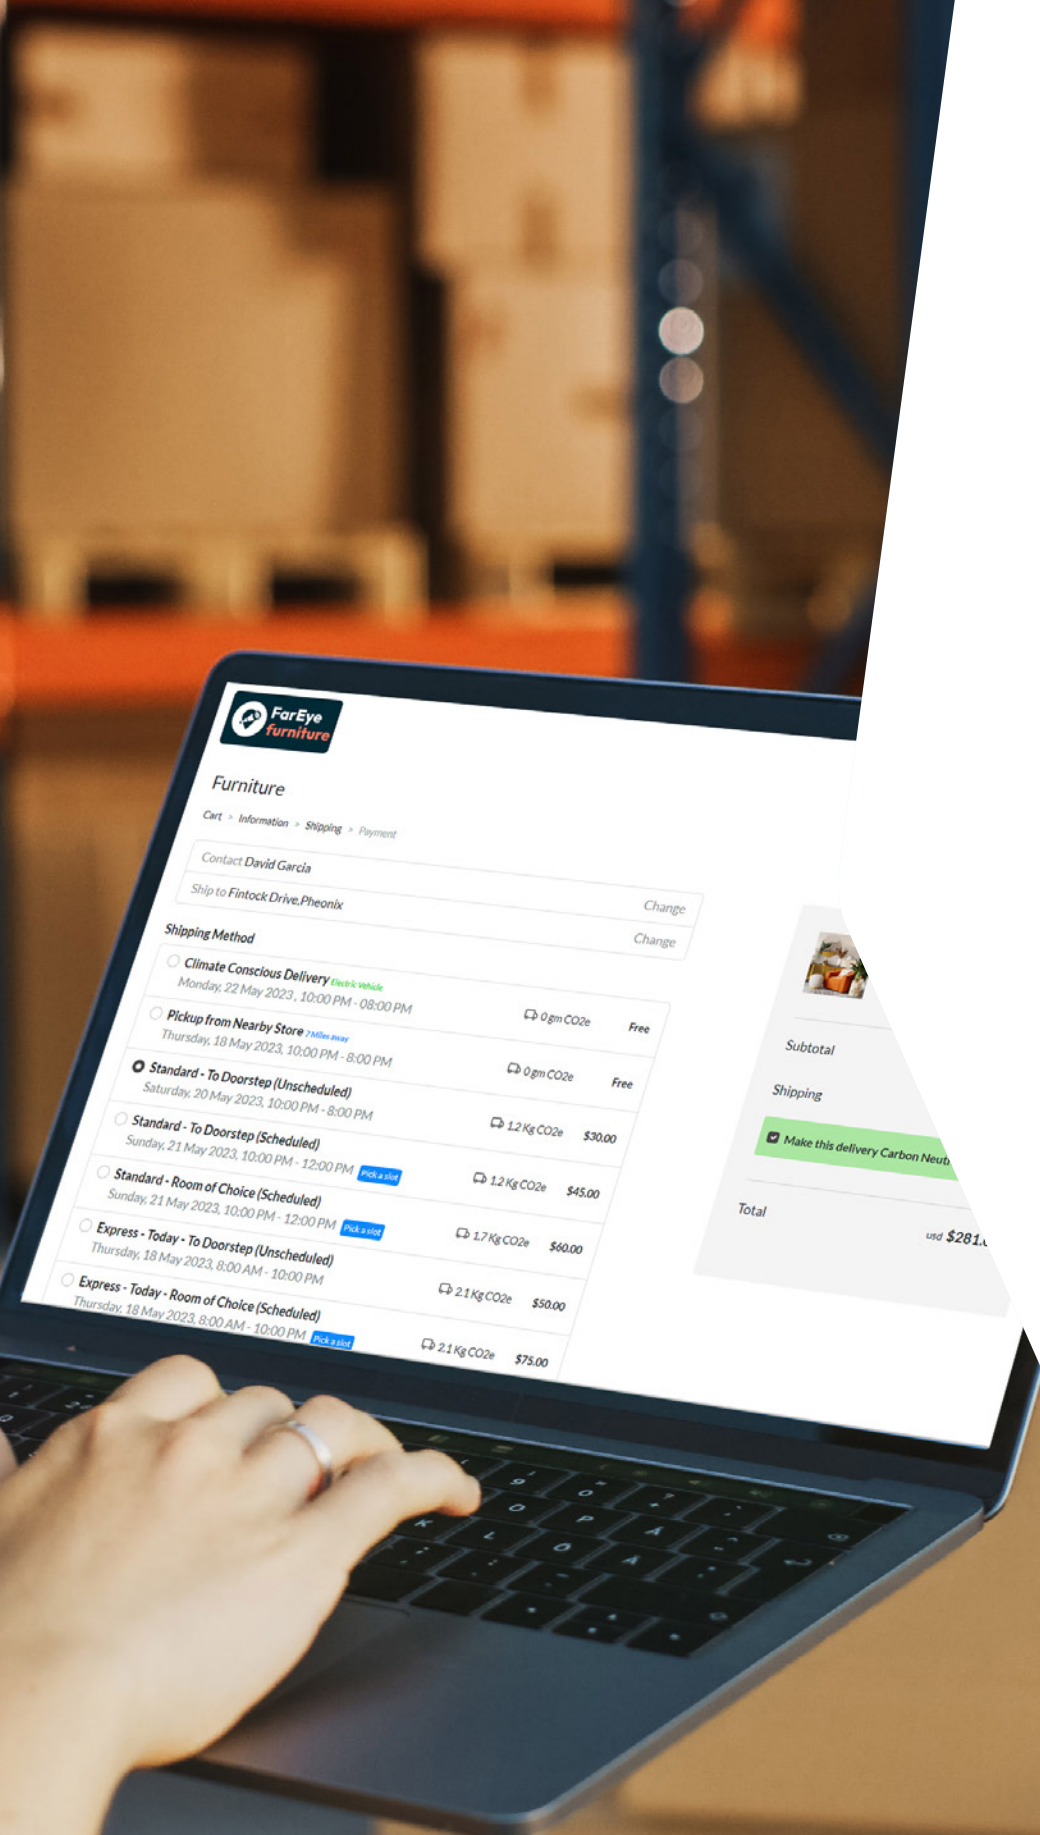 FarEye
furniture
Furniture
Cart > Information > Shipping > Payment
Contact David Garcia Change
Ship to Fintock Drive,Pheonix Change
Shipping Method
Climate Conscious Delivery Electric Vehicle
Monday, 22 May 2023 , 10:00 PM - 08:00 PM 0 gm CO2e Free
Pickup from Nearby Store 7 Miles away
Thursday, 18 May 2023, 10:00 PM - 8:00 PM 0 gm CO2e Free
Standard - To Doorstep (Unscheduled)
Saturday, 20 May 2023, 10:00 PM - 8:00 PM 1.2 Kg CO2e $30.00
Standard - To Doorstep (Scheduled)
Sunday, 21 May 2023, 10:00 PM - 12:00 PM Pick a slot 1.2 Kg CO2e $45.00
Standard - Room of Choice (Scheduled)
Sunday, 21 May 2023, 10:00 PM - 12:00 PM Pick a slot 1.7 Kg CO2e $60.00
Express - Today - To Doorstep (Unscheduled)
Thursday, 18 May 2023, 8:00 AM - 10:00 PM 2.1 Kg CO2e $50.00
Express - Today - Room of Choice (Scheduled)
Thursday, 18 May 2023, 8:00 AM - 10:00 PM Pick a slot 2.1 Kg CO2e $75.00
Subtotal
Shipping
Make this delivery Carbon
Total
usd $281.
O P Å
K L Ö Ä